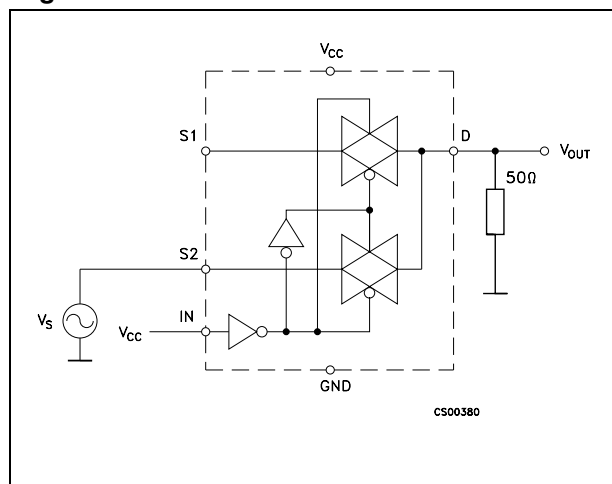 VCC
S1
D
VOUT
50Ω
S2
IN
VS
VCC
GND
CS00380